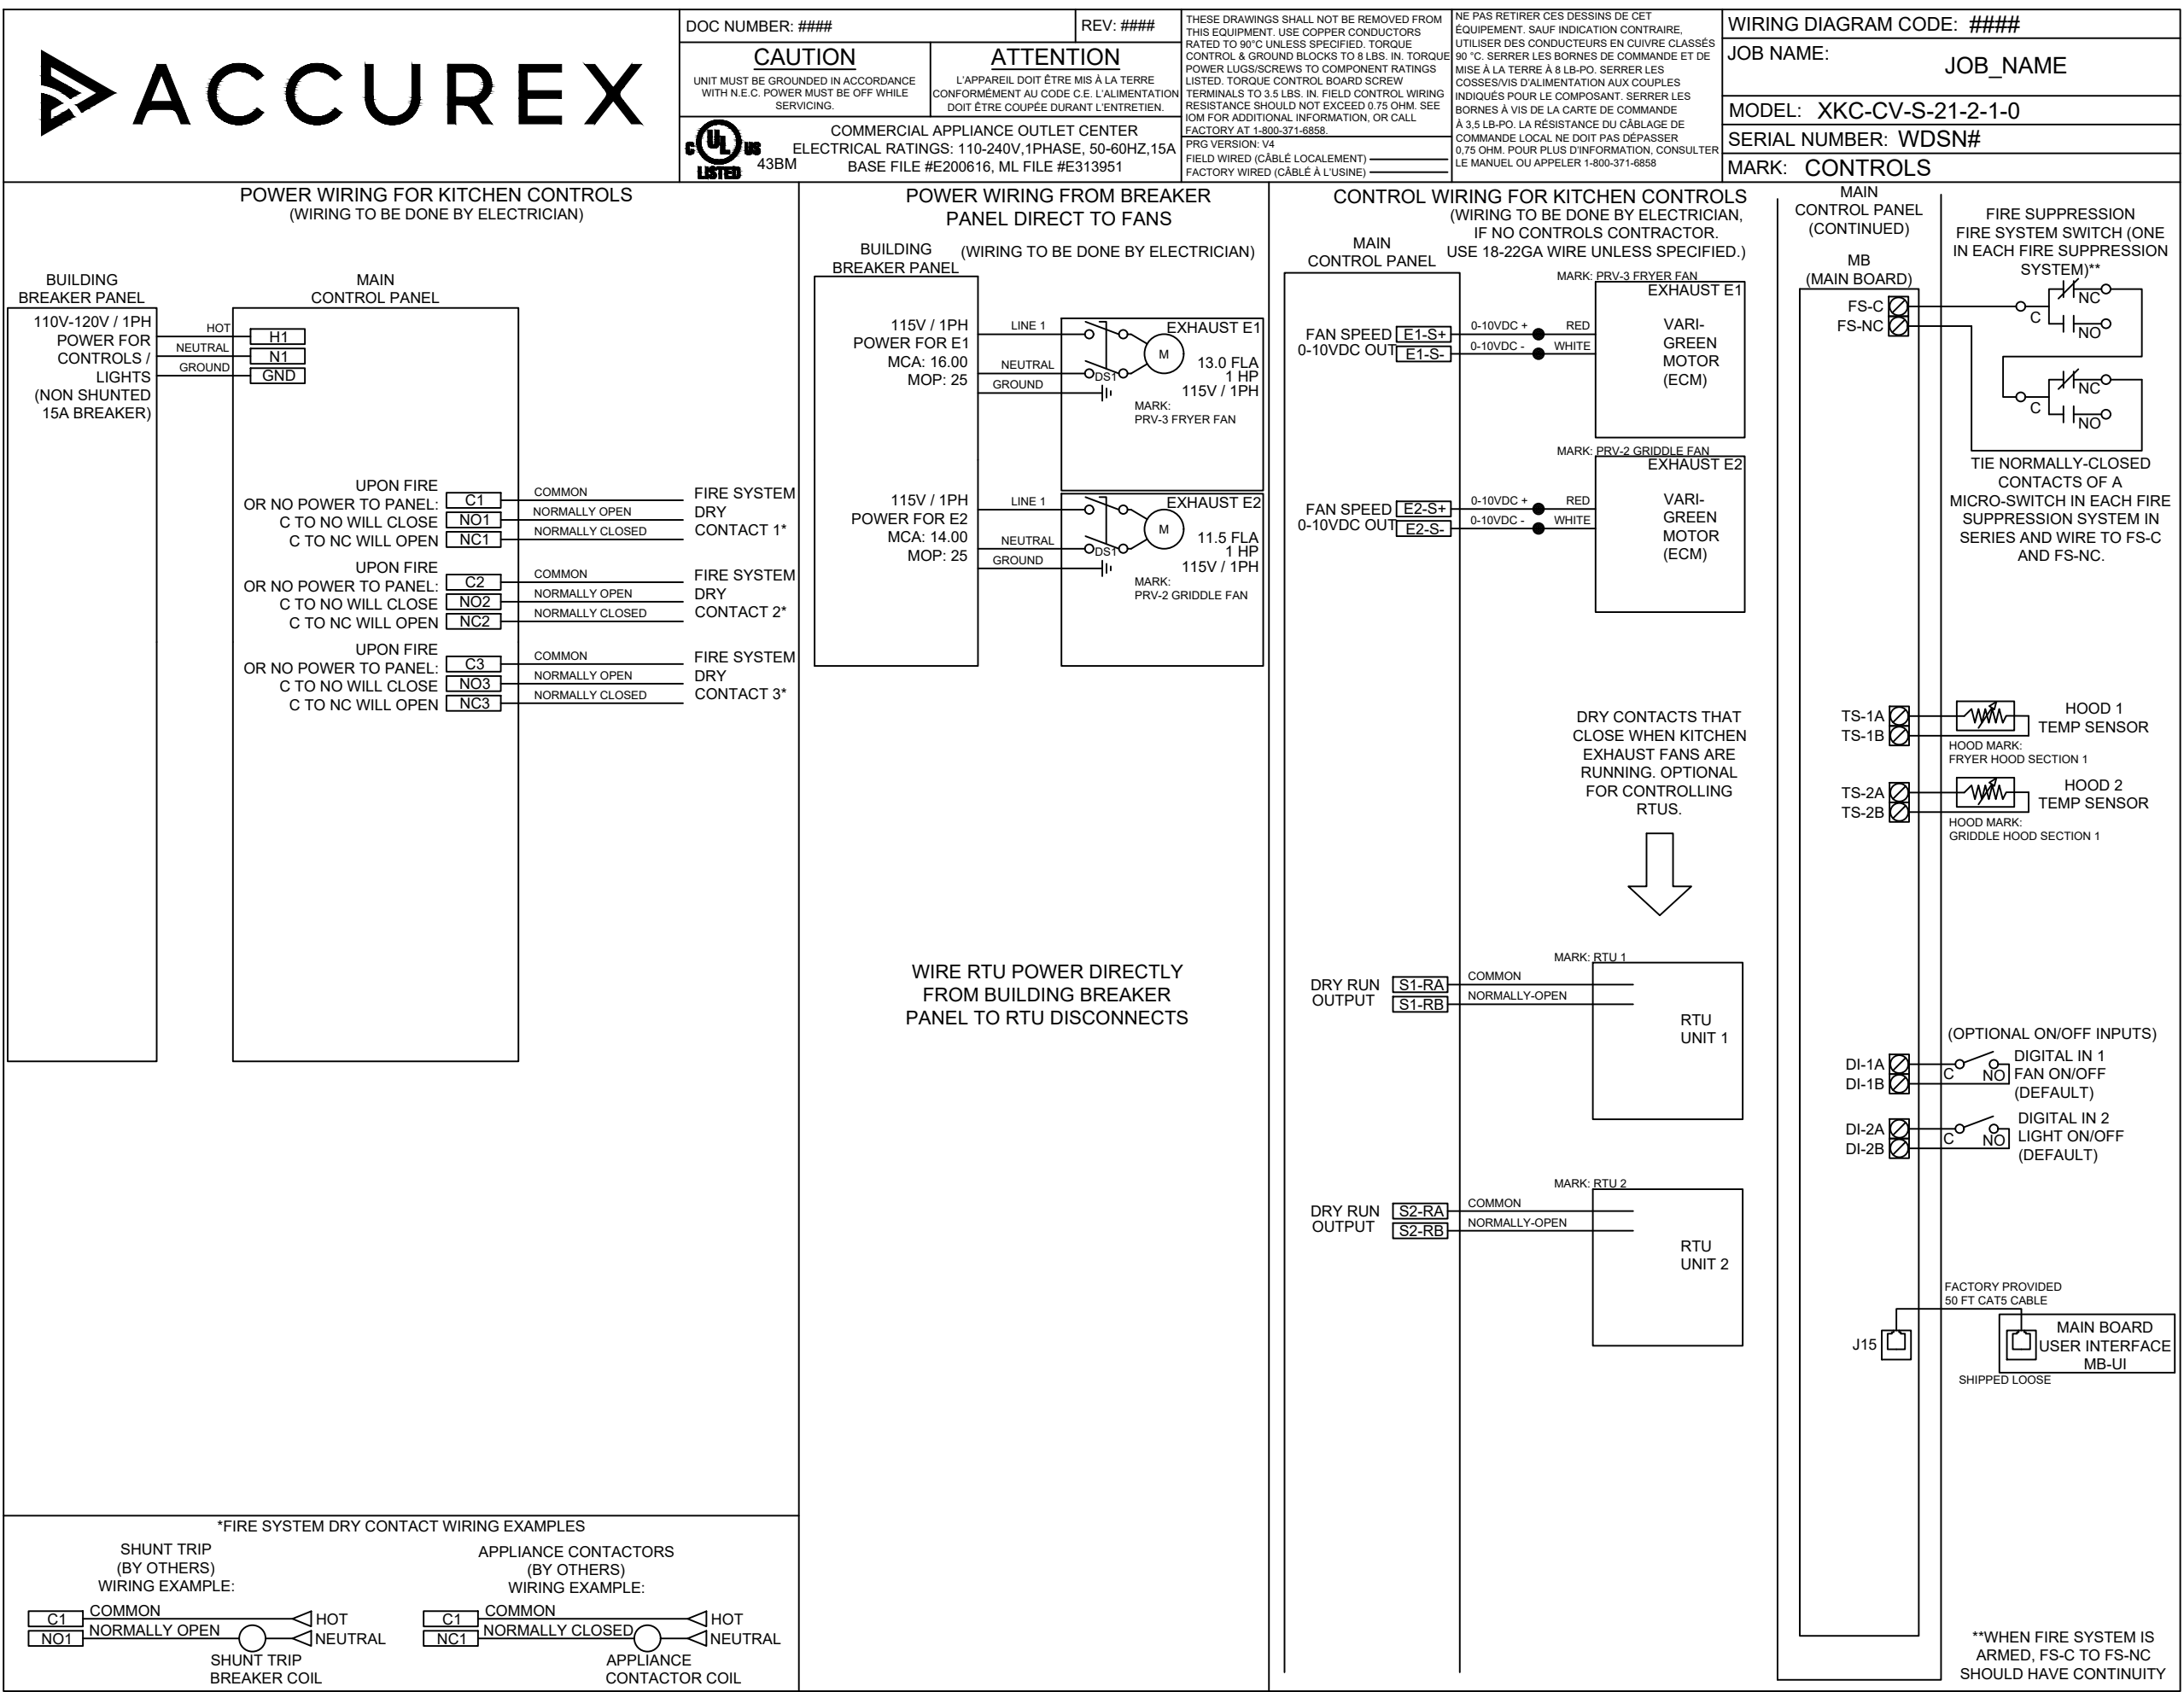 ACCUREX
DOC NUMBER: ####
REV: ####
CAUTION
UNIT MUST BE GROUNDED IN ACCORDANCE
WITH N.E.C. POWER MUST BE OFF WHILE
SERVICING.
ATTENTION
L'APPAREIL DOIT ÊTRE MIS À LA TERRE
CONFORMÉMENT AU CODE C.E. L'ALIMENTATION
DOIT ÊTRE COUPÉE DURANT L'ENTRETIEN.
C UL US
LISTED
43BM
COMMERCIAL APPLIANCE OUTLET CENTER
ELECTRICAL RATINGS: 110-240V,1PHASE, 50-60HZ,15A
BASE FILE #E200616, ML FILE #E313951
THESE DRAWINGS SHALL NOT BE REMOVED FROM
THIS EQUIPMENT. USE COPPER CONDUCTORS
RATED TO 90°C UNLESS SPECIFIED. TORQUE
CONTROL & GROUND BLOCKS TO 8 LBS. IN. TORQUE
POWER LUGS/SCREWS TO COMPONENT RATINGS
LISTED. TORQUE CONTROL BOARD SCREW
TERMINALS TO 3.5 LBS. IN. FIELD CONTROL WIRING
RESISTANCE SHOULD NOT EXCEED 0.75 OHM. SEE
IOM FOR ADDITIONAL INFORMATION, OR CALL
FACTORY AT 1-800-371-6858.
PRG VERSION: V4
FIELD WIRED (CÂBLÉ LOCALEMENT)
FACTORY WIRED (CÂBLÉ À L'USINE)
NE PAS RETIRER CES DESSINS DE CET
ÉQUIPEMENT. SAUF INDICATION CONTRAIRE,
UTILISER DES CONDUCTEURS EN CUIVRE CLASSÉS
90 °C. SERRER LES BORNES DE COMMANDE ET DE
MISE À LA TERRE À 8 LB-PO. SERRER LES
COSSES/VIS D'ALIMENTATION AUX COUPLES
INDIQUÉS POUR LE COMPOSANT. SERRER LES
BORNES À VIS DE LA CARTE DE COMMANDE
À 3,5 LB-PO. LA RÉSISTANCE DU CÂBLAGE DE
COMMANDE LOCAL NE DOIT PAS DÉPASSER
0,75 OHM. POUR PLUS D'INFORMATION, CONSULTER
LE MANUEL OU APPELER 1-800-371-6858
WIRING DIAGRAM CODE: ####
JOB NAME:
JOB_NAME
MODEL: XKC-CV-S-21-2-1-0
SERIAL NUMBER: WDSN#
MARK: CONTROLS
POWER WIRING FOR KITCHEN CONTROLS
(WIRING TO BE DONE BY ELECTRICIAN)
BUILDING
BREAKER PANEL
MAIN
CONTROL PANEL
110V-120V / 1PH
POWER FOR
CONTROLS /
LIGHTS
(NON SHUNTED
15A BREAKER)
HOT
NEUTRAL
GROUND
H1
N1
GND
UPON FIRE
OR NO POWER TO PANEL:
C TO NO WILL CLOSE
C TO NC WILL OPEN
C1
NO1
NC1
COMMON
NORMALLY OPEN
NORMALLY CLOSED
FIRE SYSTEM
DRY
CONTACT 1*
UPON FIRE
OR NO POWER TO PANEL:
C TO NO WILL CLOSE
C TO NC WILL OPEN
C2
NO2
NC2
COMMON
NORMALLY OPEN
NORMALLY CLOSED
FIRE SYSTEM
DRY
CONTACT 2*
UPON FIRE
OR NO POWER TO PANEL:
C TO NO WILL CLOSE
C TO NC WILL OPEN
C3
NO3
NC3
COMMON
NORMALLY OPEN
NORMALLY CLOSED
FIRE SYSTEM
DRY
CONTACT 3*
*FIRE SYSTEM DRY CONTACT WIRING EXAMPLES
SHUNT TRIP
(BY OTHERS)
WIRING EXAMPLE:
C1
NO1
COMMON
NORMALLY OPEN
HOT
NEUTRAL
SHUNT TRIP
BREAKER COIL
APPLIANCE CONTACTORS
(BY OTHERS)
WIRING EXAMPLE:
C1
NC1
COMMON
NORMALLY CLOSED
HOT
NEUTRAL
APPLIANCE
CONTACTOR COIL
POWER WIRING FROM BREAKER
PANEL DIRECT TO FANS
(WIRING TO BE DONE BY ELECTRICIAN)
BUILDING
BREAKER PANEL
115V / 1PH
POWER FOR E1
MCA: 16.00
MOP: 25
LINE 1
NEUTRAL
GROUND
DS1
M
EXHAUST E1
13.0 FLA
1 HP
115V / 1PH
MARK:
PRV-3 FRYER FAN
115V / 1PH
POWER FOR E2
MCA: 14.00
MOP: 25
LINE 1
NEUTRAL
GROUND
DS1
M
EXHAUST E2
11.5 FLA
1 HP
115V / 1PH
MARK:
PRV-2 GRIDDLE FAN
WIRE RTU POWER DIRECTLY
FROM BUILDING BREAKER
PANEL TO RTU DISCONNECTS
CONTROL WIRING FOR KITCHEN CONTROLS
(WIRING TO BE DONE BY ELECTRICIAN,
IF NO CONTROLS CONTRACTOR.
USE 18-22GA WIRE UNLESS SPECIFIED.)
MAIN
CONTROL PANEL
FAN SPEED
0-10VDC OUT
E1-S+
E1-S-
0-10VDC +
0-10VDC -
RED
WHITE
MARK: PRV-3 FRYER FAN
EXHAUST E1
VARI-
GREEN
MOTOR
(ECM)
FAN SPEED
0-10VDC OUT
E2-S+
E2-S-
0-10VDC +
0-10VDC -
RED
WHITE
MARK: PRV-2 GRIDDLE FAN
EXHAUST E2
VARI-
GREEN
MOTOR
(ECM)
DRY CONTACTS THAT
CLOSE WHEN KITCHEN
EXHAUST FANS ARE
RUNNING. OPTIONAL
FOR CONTROLLING
RTUS.
DRY RUN
OUTPUT
S1-RA
S1-RB
COMMON
NORMALLY-OPEN
MARK: RTU 1
RTU
UNIT 1
DRY RUN
OUTPUT
S2-RA
S2-RB
COMMON
NORMALLY-OPEN
MARK: RTU 2
RTU
UNIT 2
MAIN
CONTROL PANEL
(CONTINUED)
MB
(MAIN BOARD)
FIRE SUPPRESSION
FIRE SYSTEM SWITCH (ONE
IN EACH FIRE SUPPRESSION
SYSTEM)**
FS-C
FS-NC
C
NC
NO
C
NC
NO
TIE NORMALLY-CLOSED
CONTACTS OF A
MICRO-SWITCH IN EACH FIRE
SUPPRESSION SYSTEM IN
SERIES AND WIRE TO FS-C
AND FS-NC.
TS-1A
TS-1B
HOOD 1
TEMP SENSOR
HOOD MARK:
FRYER HOOD SECTION 1
TS-2A
TS-2B
HOOD 2
TEMP SENSOR
HOOD MARK:
GRIDDLE HOOD SECTION 1
(OPTIONAL ON/OFF INPUTS)
DI-1A
DI-1B
C
NO
DIGITAL IN 1
FAN ON/OFF
(DEFAULT)
DI-2A
DI-2B
C
NO
DIGITAL IN 2
LIGHT ON/OFF
(DEFAULT)
FACTORY PROVIDED
50 FT CAT5 CABLE
J15
MAIN BOARD
USER INTERFACE
MB-UI
SHIPPED LOOSE
**WHEN FIRE SYSTEM IS
ARMED, FS-C TO FS-NC
SHOULD HAVE CONTINUITY